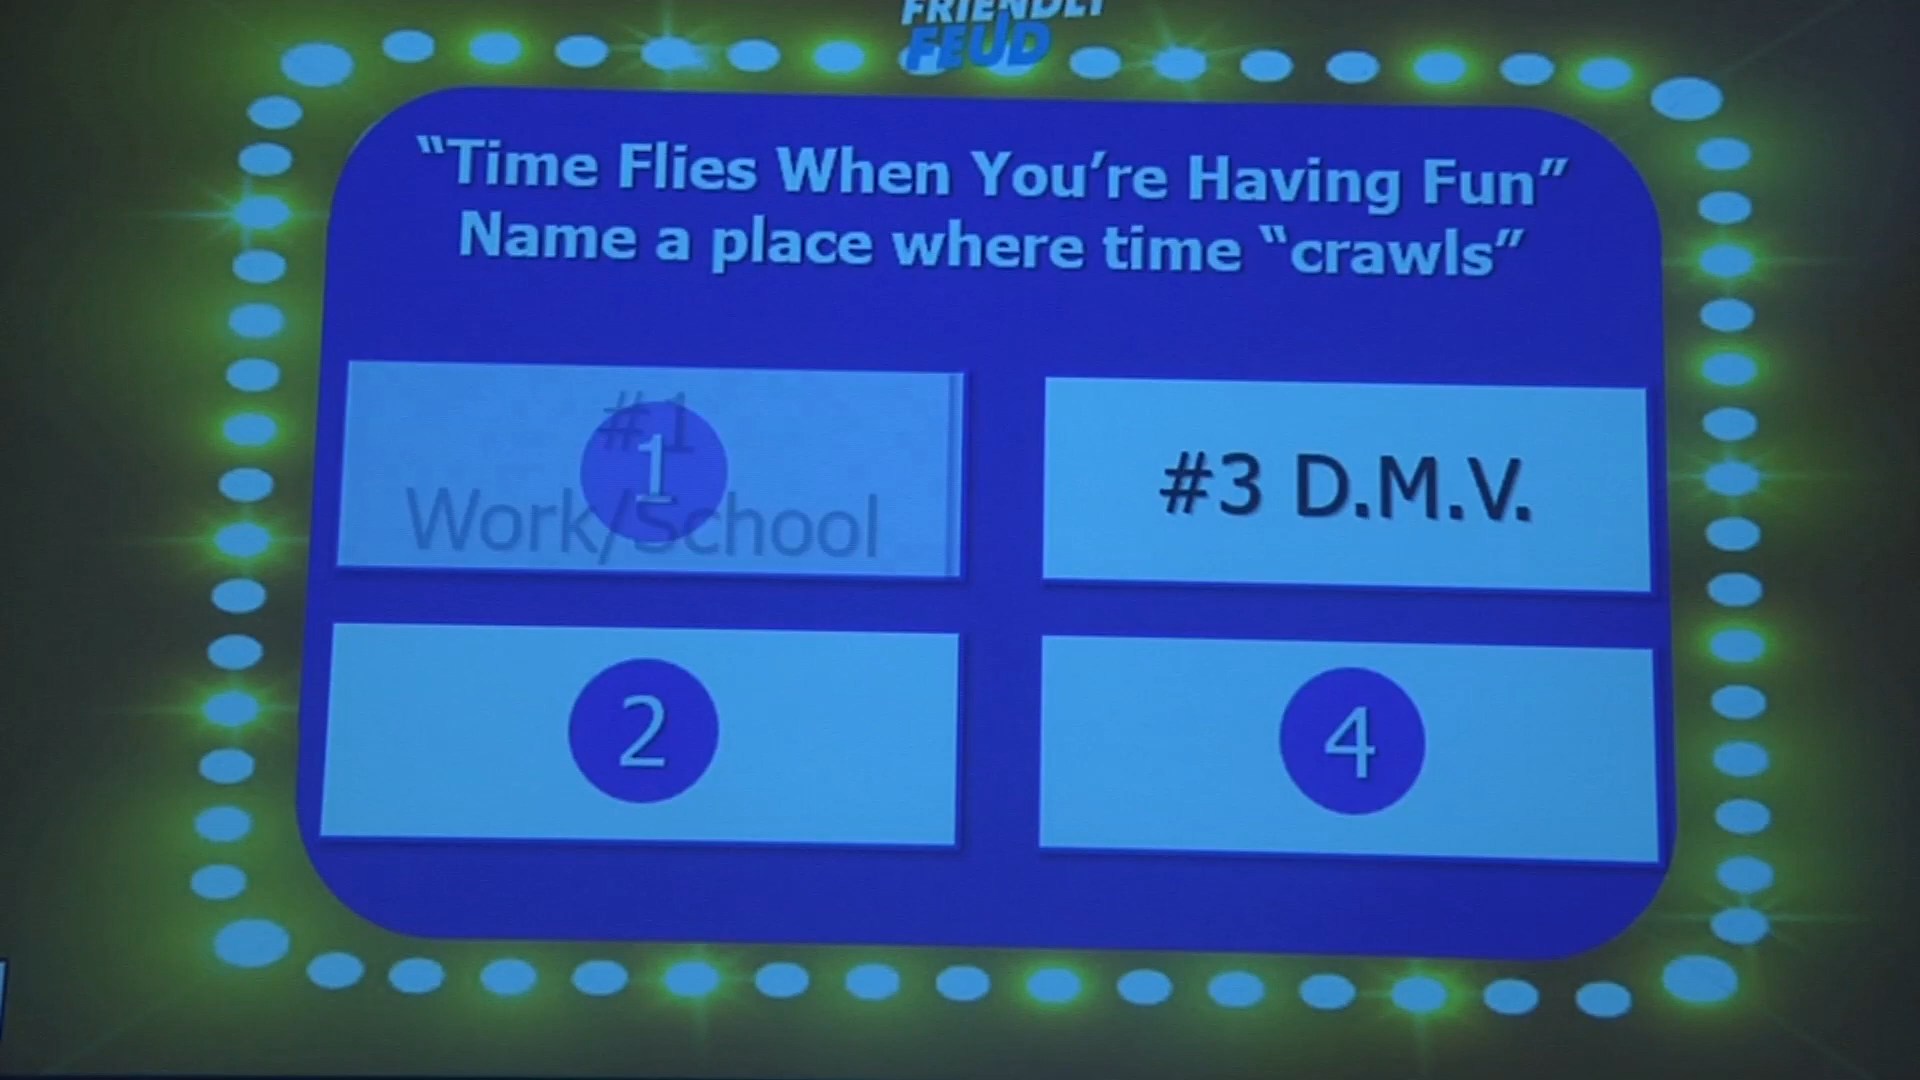 FRIENDLY
FEUD
“Time Flies When You’re Having Fun”
Name a place where time “crawls”
#1
1
Work/School
#3 D.M.V.
2
4